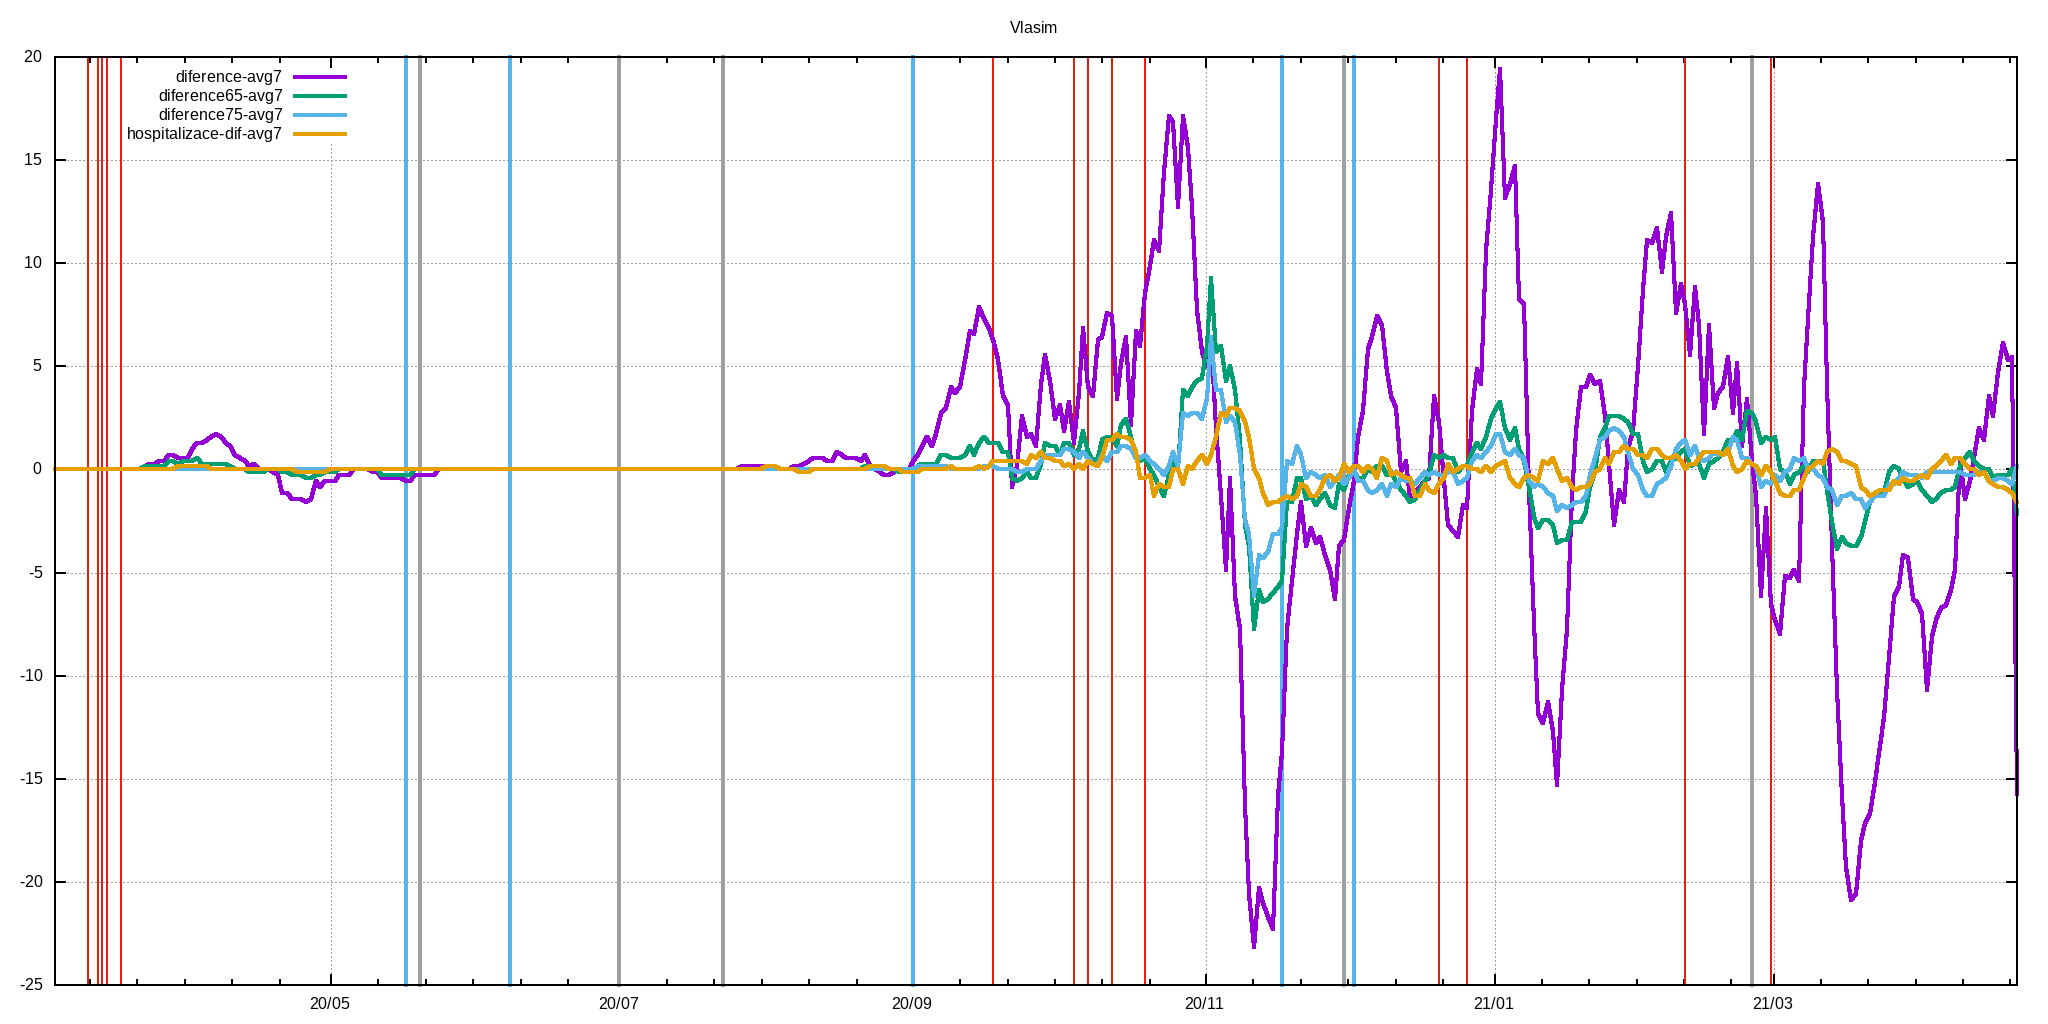 Vlasim
diference-avg7
diference65-avg7
diference75-avg7
hospitalizace-dif-avg7
20
15
10
5
0
-5
-10
-15
-20
-25
20/05 20/07 20/09 20/11 21/01 21/03